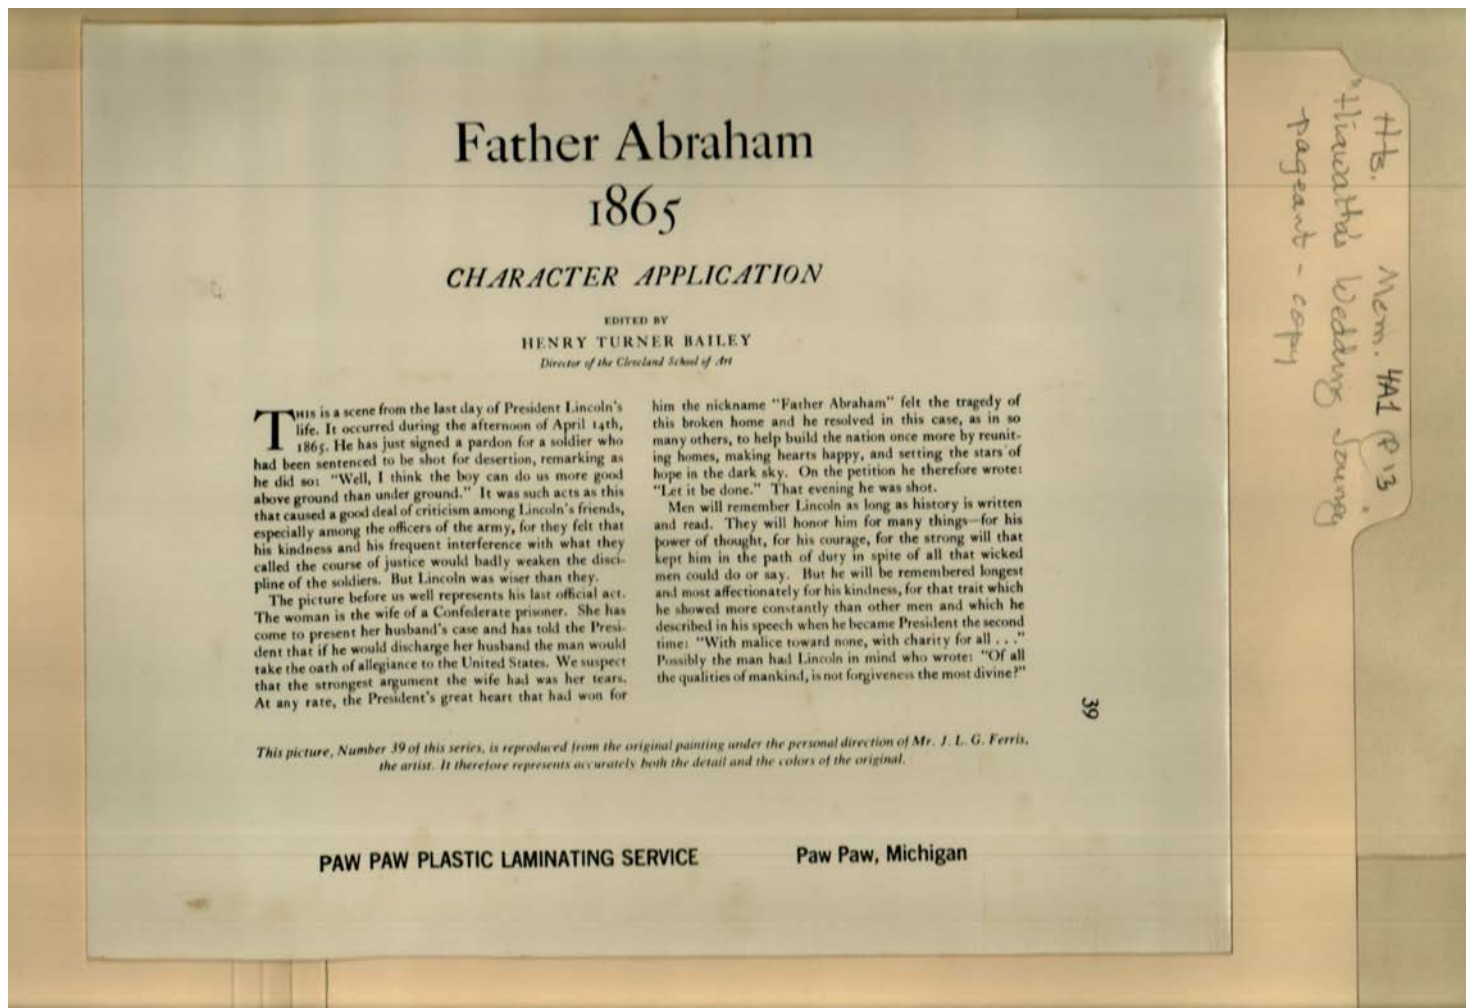 Father Abraham
1865
CHARACTER APPLICATION
EDITED BY
HENRY TURNER BAILEY
Director of the Cleveland School of Art
THIS is a scene from the last day of President Lincoln's
life. It occurred during the afternoon of April 14th,
1865. He has just signed a pardon for a soldier who
had been sentenced to be shot for desertion, remarking as
he did so: "Well, I think the boy can do us more good
above ground than under ground." It was such acts as this
that caused a good deal of criticism among Lincoln's friends,
especially among the officers of the army, for they felt that
his kindness and his frequent interference with what they
called the course of justice would badly weaken the disci-
pline of the soldiers. But Lincoln was wiser than they.
The picture before us well represents his last official act.
The woman is the wife of a Confederate prisoner. She has
come to present her husband's case and has told the Presi-
dent that if he would discharge her husband the man would
take the oath of allegiance to the United States. We suspect
that the strongest argument the wife had was her tears.
At any rate, the President's great heart that had won for
him the nickname "Father Abraham" felt the tragedy of
this broken home and he resolved in this case, as in so
many others, to help build the nation once more by reunit-
ing homes, making hearts happy, and setting the stars of
hope in the dark sky. On the petition he therefore wrote:
"Let it be done." That evening he was shot.
Men will remember Lincoln as long as history is written
and read. They will honor him for many things—for his
power of thought, for his courage, for the strong will that
kept him in the path of duty in spite of all that wicked
men could do or say. But he will be remembered longest
and most affectionately for his kindness, for that trait which
he showed more constantly than other men and which he
described in his speech when he became President the second
time: "With malice toward none, with charity for all . . ."
Possibly the man had Lincoln in mind who wrote: "Of all
the qualities of mankind, is not forgiveness the most divine?"
39
This picture, Number 39 of this series, is reproduced from the original painting under the personal direction of Mr. J. L. G. Ferris,
the artist. It therefore represents accurately both the detail and the colors of the original.
PAW PAW PLASTIC LAMINATING SERVICE Paw Paw, Michigan
Mem. 4A1 P13
"Hiawatha's Wedding Journey
pageant - copy